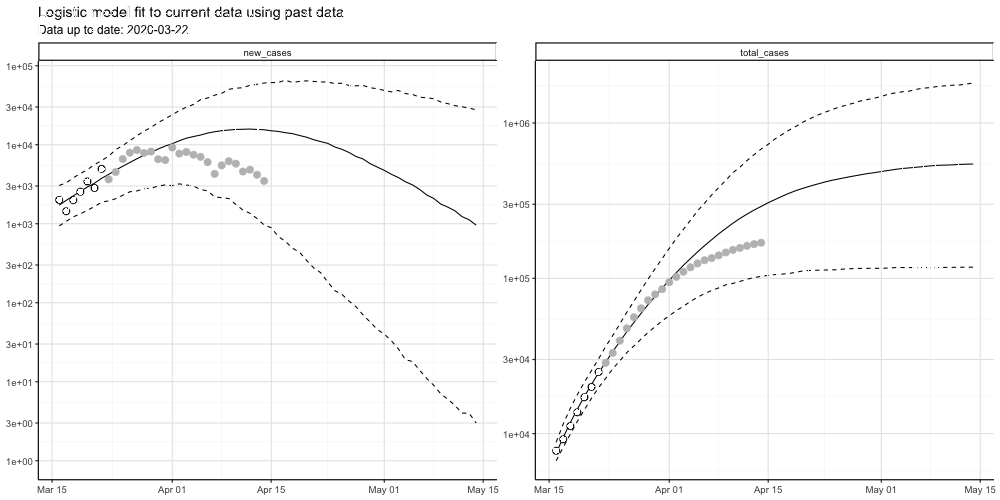 Logistic model fit to current data using past data
Data up to date: 2020-03-22
new_cases
total_cases
1e+05
3e+04
1e+04
3e+03
1e+03
3e+02
1e+02
3e+01
1e+01
3e+00
1e+00
Mar 15
Apr 01
Apr 15
May 01
May 15
1e+06
3e+05
1e+05
3e+04
1e+04
Mar 15
Apr 01
Apr 15
May 01
May 15